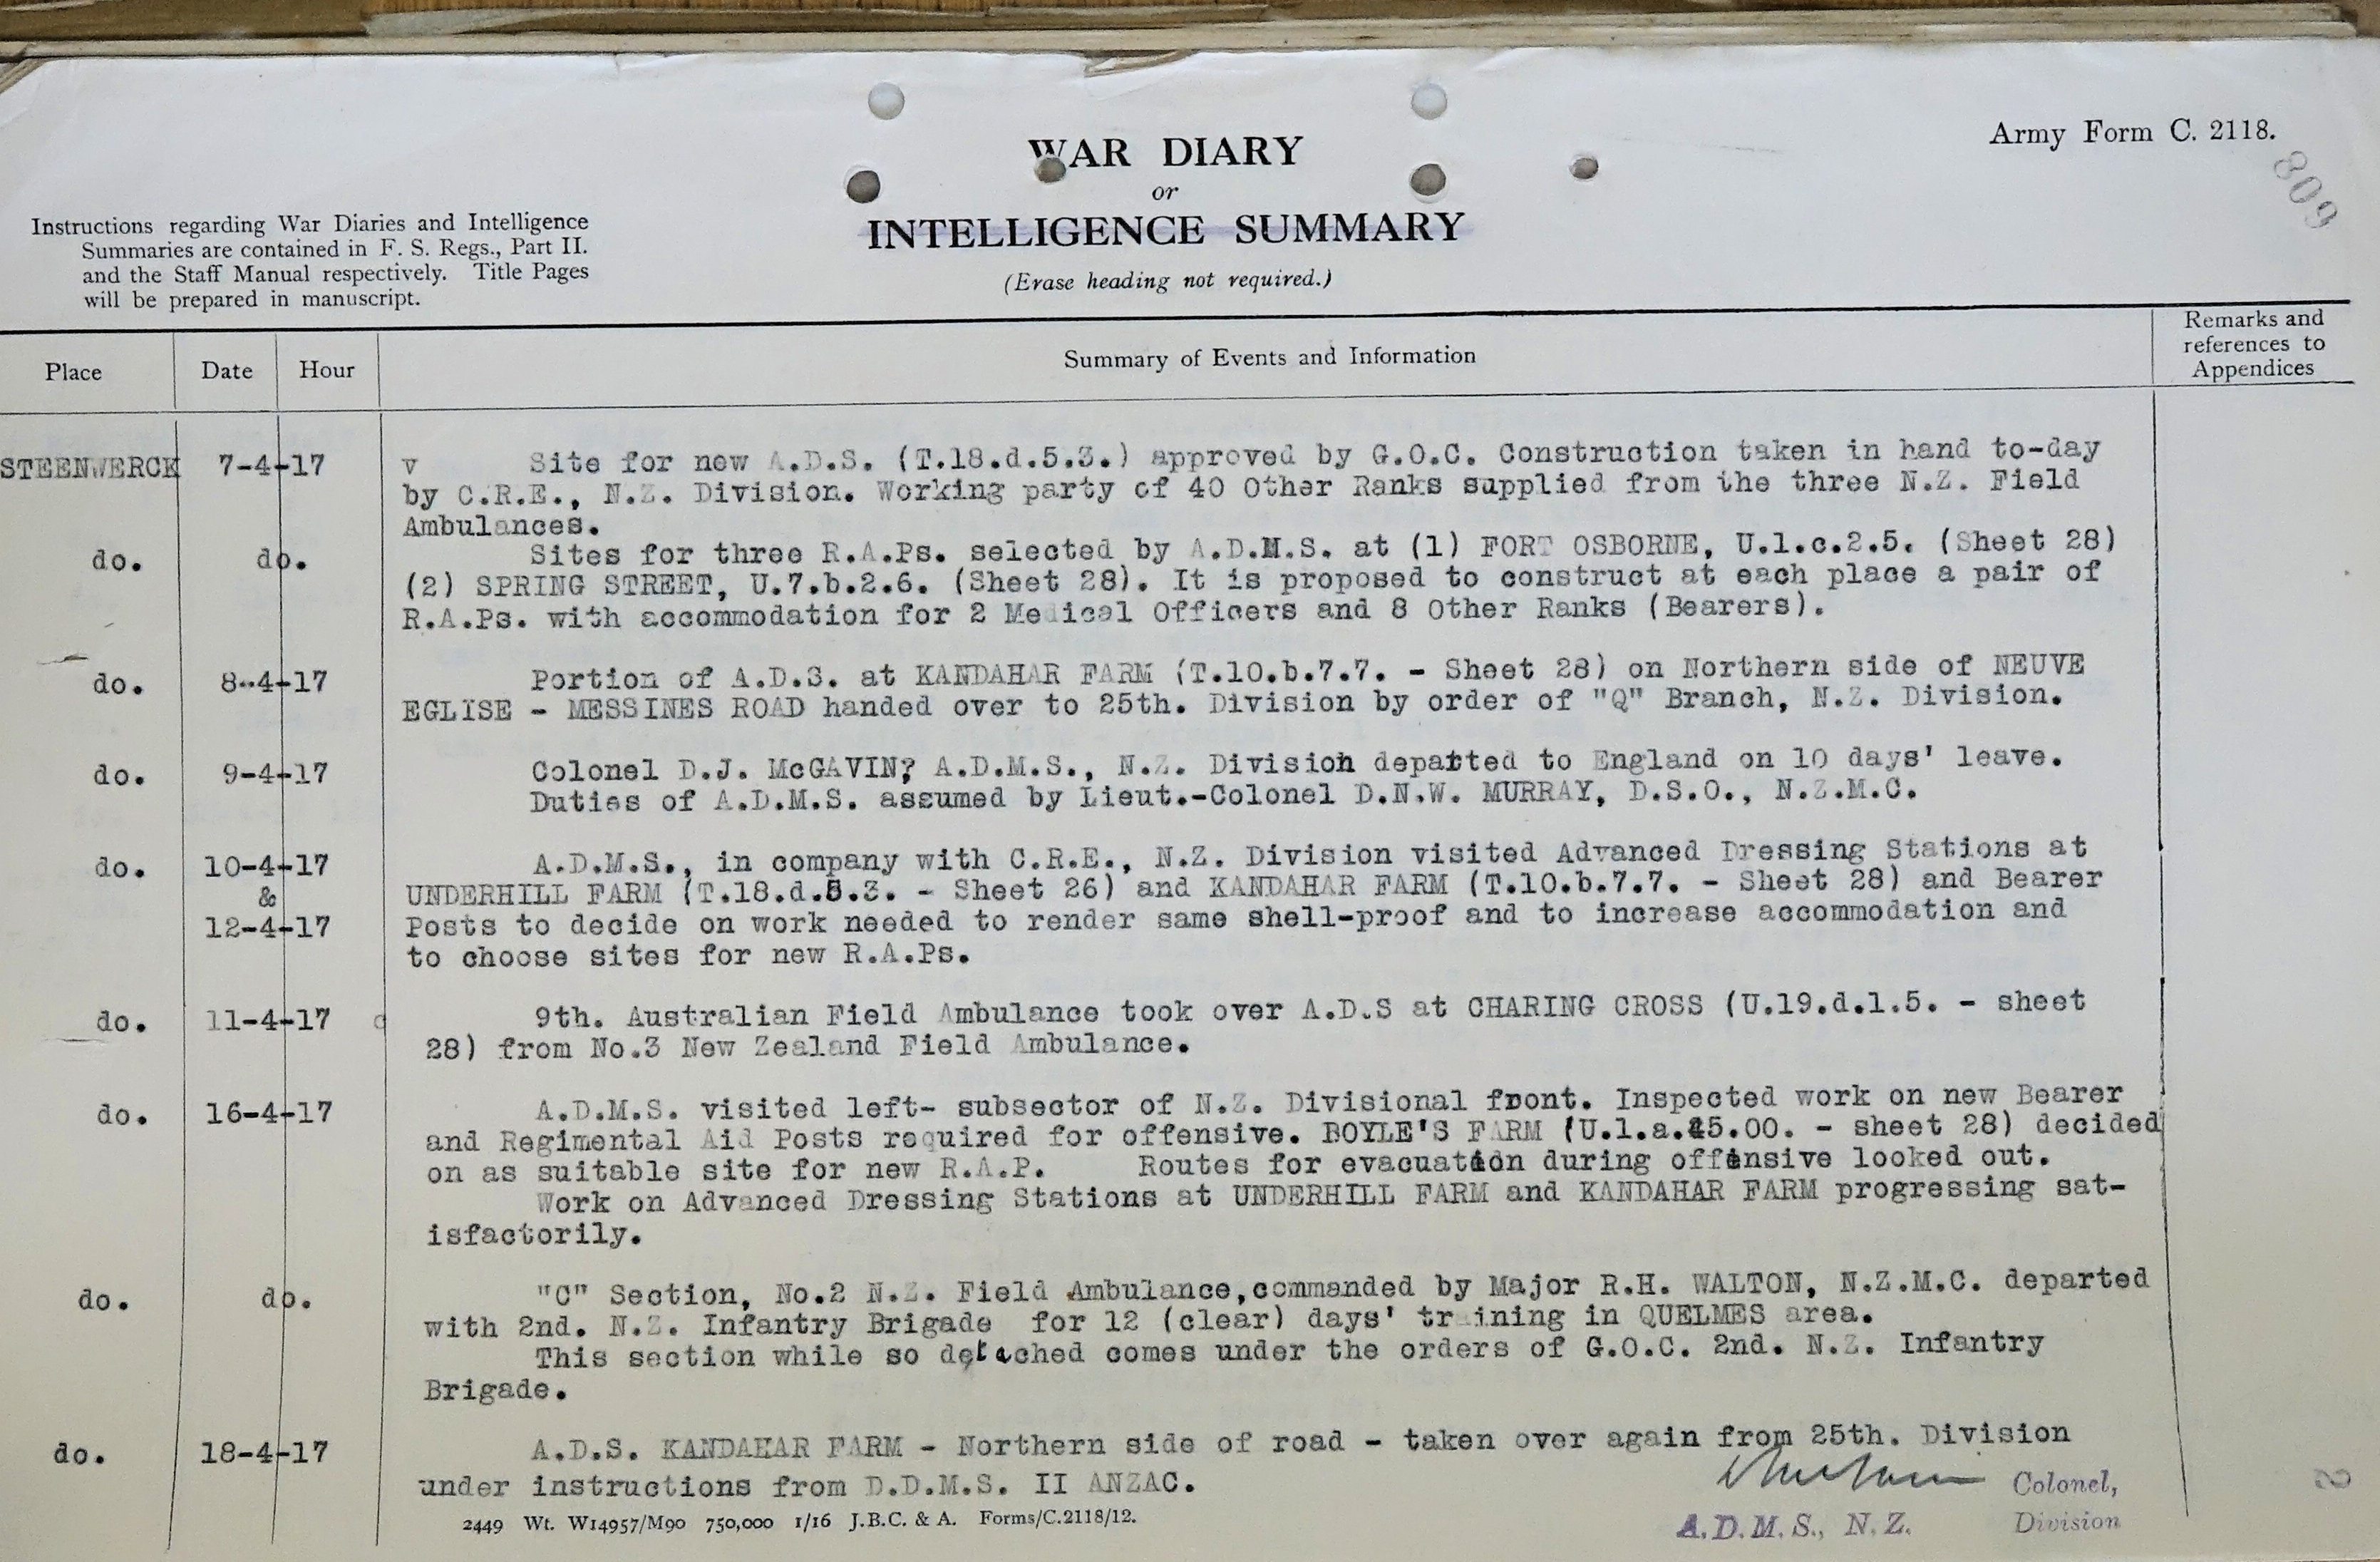 Army Form C. 2118.
809
WAR DIARY
or
INTELLIGENCE SUMMARY
(Erase heading not required.)
Instructions regarding War Diaries and Intelligence
Summaries are contained in F. S. Regs., Part II.
and the Staff Manual respectively. Title Pages
will be prepared in manuscript.
Place Date Hour Summary of Events and Information Remarks and references to Appendices
STEENWERCK 7-4-17 v Site for new A.D.S. (T.18.d.5.3.) approved by G.O.C. Construction taken in hand to-day
by C.R.E., N.Z. Division. Working party of 40 Other Ranks supplied from the three N.Z. Field
Ambulances.
do. do. Sites for three R.A.Ps. selected by A.D.M.S. at (1) FORT OSBORNE, U.1.c.2.5. (Sheet 28)
(2) SPRING STREET, U.7.b.2.6. (Sheet 28). It is proposed to construct at each place a pair of
R.A.Ps. with accommodation for 2 Medical Officers and 8 Other Ranks (Bearers).
do. 8-4-17 Portion of A.D.S. at KANDAHAR FARM (T.10.b.7.7. - Sheet 28) on Northern side of NEUVE
EGLISE - MESSINES ROAD handed over to 25th. Division by order of "Q" Branch, N.Z. Division.
do. 9-4-17 Colonel D.J. McGAVIN? A.D.M.S., N.Z. Division departed to England on 10 days' leave.
Duties of A.D.M.S. assumed by Lieut.-Colonel D.N.W. MURRAY, D.S.O., N.Z.M.C.
do. 10-4-17 A.D.M.S., in company with C.R.E., N.Z. Division visited Advanced Dressing Stations at
& UNDERHILL FARM (T.18.d.5.3. - Sheet 26) and KANDAHAR FARM (T.10.b.7.7. - Sheet 28) and Bearer
12-4-17 Posts to decide on work needed to render same shell-proof and to increase accommodation and
to choose sites for new R.A.Ps.
do. 11-4-17 9th. Australian Field Ambulance took over A.D.S at CHARING CROSS (U.19.d.1.5. - sheet
28) from No.3 New Zealand Field Ambulance.
do. 16-4-17 A.D.M.S. visited left- subsector of N.Z. Divisional front. Inspected work on new Bearer
and Regimental Aid Posts required for offensive. BOYLE'S FARM (U.1.a.45.00. - sheet 28) decided
on as suitable site for new R.A.P. Routes for evacuation during offensive looked out.
Work on Advanced Dressing Stations at UNDERHILL FARM and KANDAHAR FARM progressing sat-
isfactorily.
do. do. "C" Section, No.2 N.Z. Field Ambulance, commanded by Major R.H. WALTON, N.Z.M.C. departed
with 2nd. N.Z. Infantry Brigade for 12 (clear) days' training in QUELMES area.
This section while so detached comes under the orders of G.O.C. 2nd. N.Z. Infantry
Brigade.
do. 18-4-17 A.D.S. KANDAHAR FARM - Northern side of road - taken over again from 25th. Division
under instructions from D.D.M.S. II ANZAC.
Colonel,
A.D.M.S., N.Z. Division
2449 Wt. W14957/M90 750,000 1/16 J.B.C. & A. Forms/C.2118/12.
2